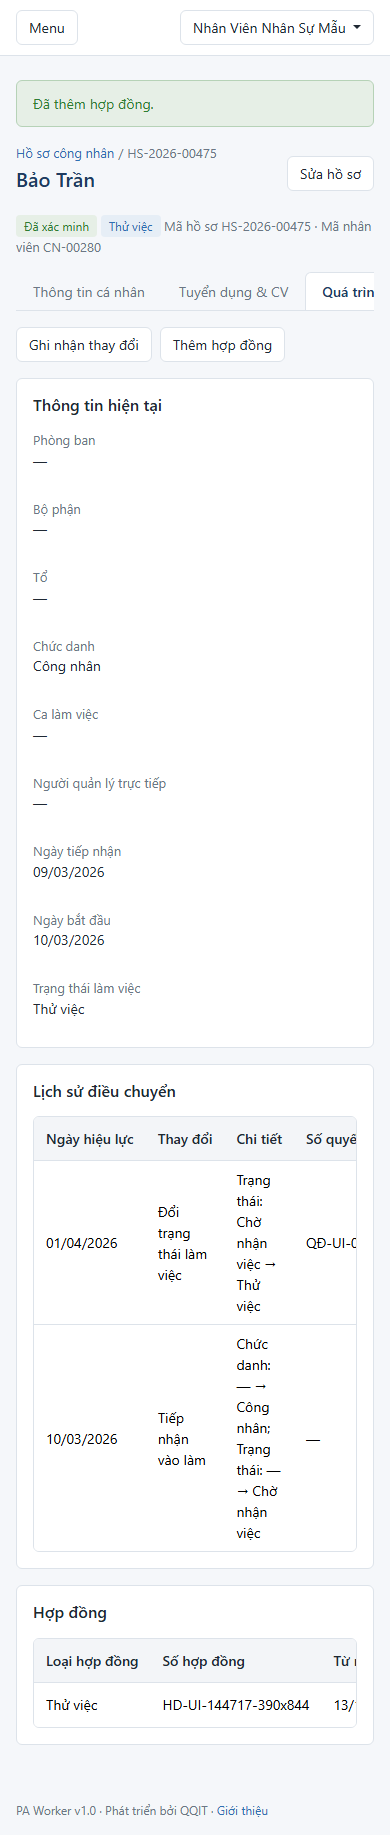 Menu
Nhân Viên Nhân Sự Mẫu
Đã thêm hợp đồng.
Hồ sơ công nhân / HS-2026-00475
Bảo Trần
Sửa hồ sơ
Đã xác minh Thử việc Mã hồ sơ HS-2026-00475 · Mã nhân
viên CN-00280
Thông tin cá nhân Tuyển dụng & CV Quá trìn
Ghi nhận thay đổi Thêm hợp đồng
Thông tin hiện tại
Phòng ban
—
Bộ phận
—
Tổ
—
Chức danh
Công nhân
Ca làm việc
—
Người quản lý trực tiếp
—
Ngày tiếp nhận
09/03/2026
Ngày bắt đầu
10/03/2026
Trạng thái làm việc
Thử việc
Lịch sử điều chuyển
Ngày hiệu lực Thay đổi Chi tiết Số quyế
01/04/2026
Đổi
trạng
thái làm
việc
Trạng
thái:
Chờ
nhận
việc →
Thử
việc
QĐ-UI-0
10/03/2026
Tiếp
nhận
vào làm
Chức
danh:
— →
Công
nhân;
Trạng
thái: —
→ Chờ
nhận
việc
—
Hợp đồng
Loại hợp đồng Số hợp đồng Từ
Thử việc HD-UI-144717-390x844 13/
PA Worker v1.0 · Phát triển bởi QQIT · Giới thiệu